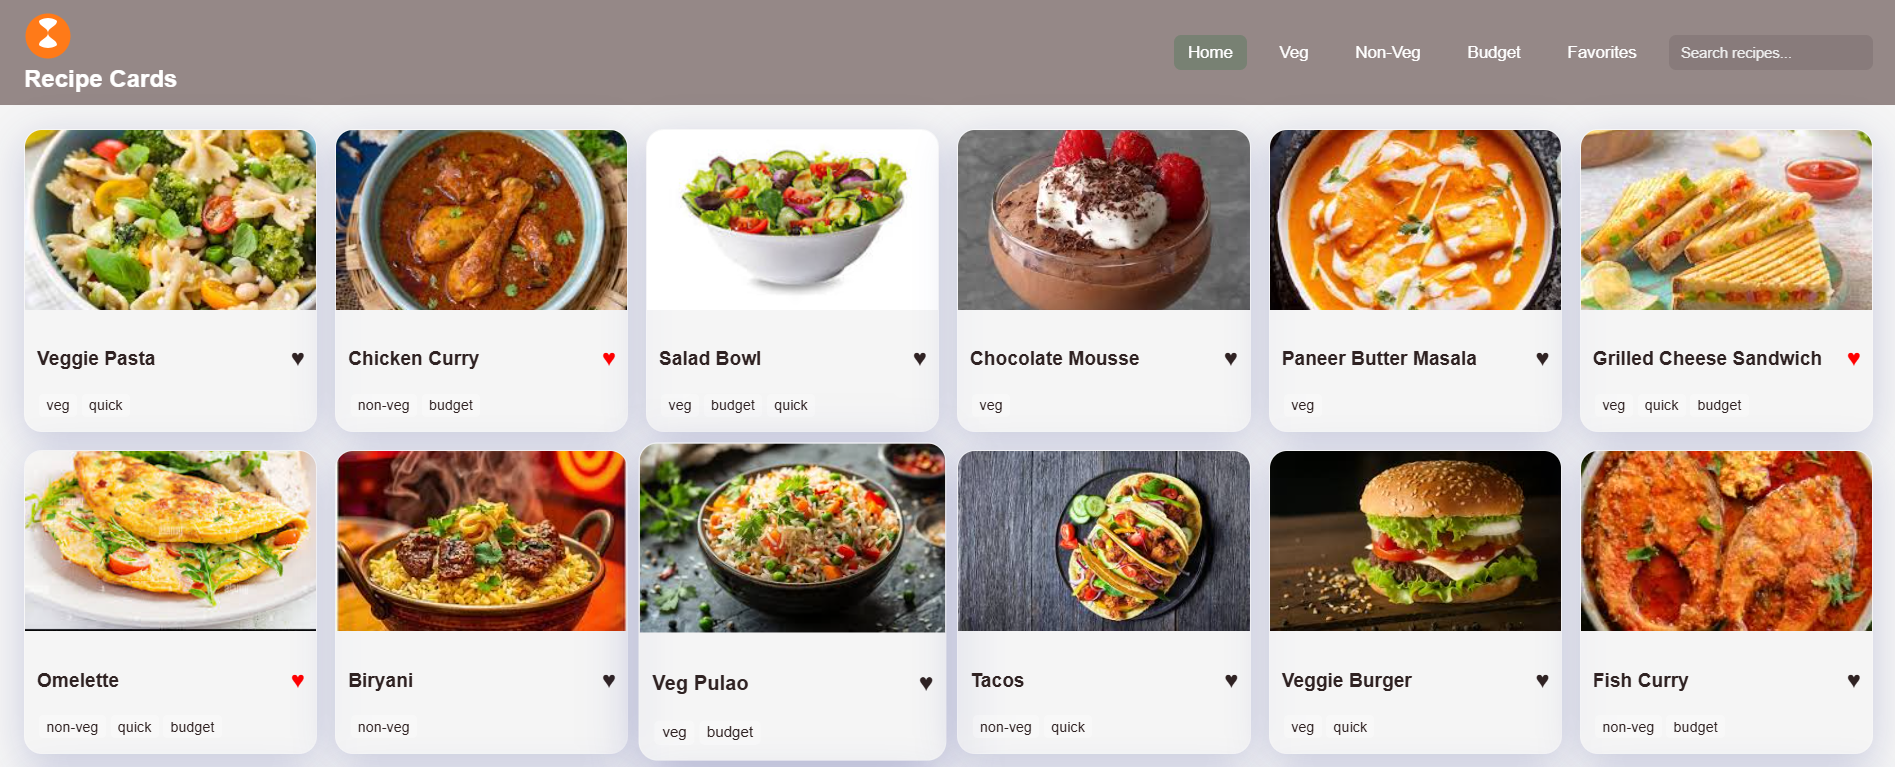 Recipe Cards
Home Veg Non-Veg Budget Favorites Search recipes...
Veggie Pasta ♥
veg quick
Chicken Curry ♥
non-veg budget
Salad Bowl ♥
veg budget quick
Chocolate Mousse ♥
veg
Paneer Butter Masala ♥
veg
Grilled Cheese Sandwich ♥
veg quick budget
Omelette ♥
non-veg quick budget
Biryani ♥
non-veg
Veg Pulao ♥
veg budget
Tacos ♥
non-veg quick
Veggie Burger ♥
veg quick
Fish Curry ♥
non-veg budget